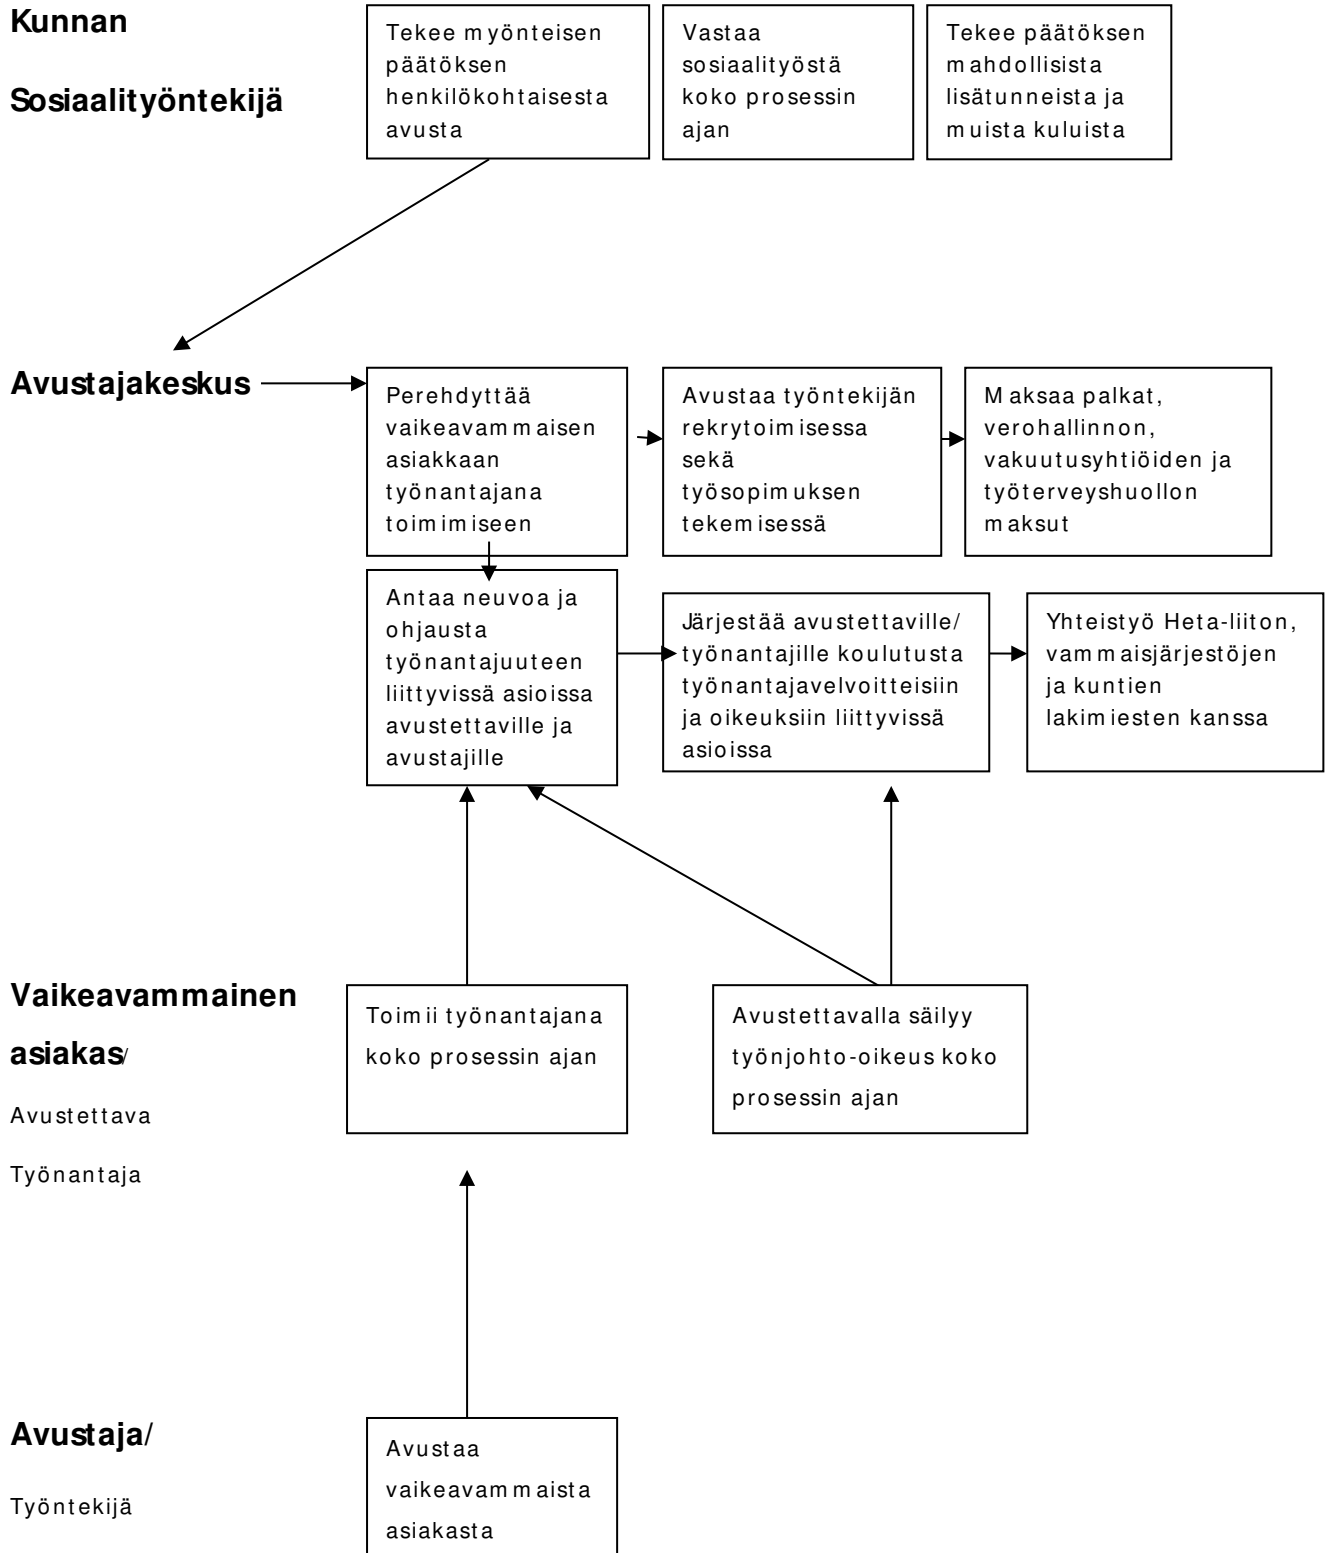 Kunnan
Sosiaalityöntekijä
Tekee myönteisen
päätöksen
henkilökohtaisesta
avusta
Vastaa
sosiaalityöstä
koko prosessin
ajan
Tekee päätöksen
mahdollisista
lisätunneista ja
muista kuluista
Avustajakeskus
Perehdyttää
vaikeavammaisen
asiakkaan
työnantajana
toimimiseen
Avustaa työntekijän
rekrytoimisessa
sekä
työsopimuksen
tekemisessä
Maksaa palkat,
verohallinnon,
vakuutusyhtiöiden ja
työterveyshuollon
maksut
Antaa neuvoa ja
ohjausta
työnantajuuteen
liittyvissä asioissa
avustettaville ja
avustajille
Järjestää avustettaville/
työnantajille koulutusta
työnantajavelvoitteisiin
ja oikeuksiin liittyvissä
asioissa
Yhteistyö Heta-liiton,
vammaisjärjestöjen
ja kuntien
lakimiesten kanssa
Vaikeavammainen
asiakas/
Avustettava
Työnantaja
Toimii työnantajana
koko prosessin ajan
Avustettavalla säilyy
työnjohto-oikeus koko
prosessin ajan
Avustaja/
Työntekijä
Avustaa
vaikeavammaista
asiakasta